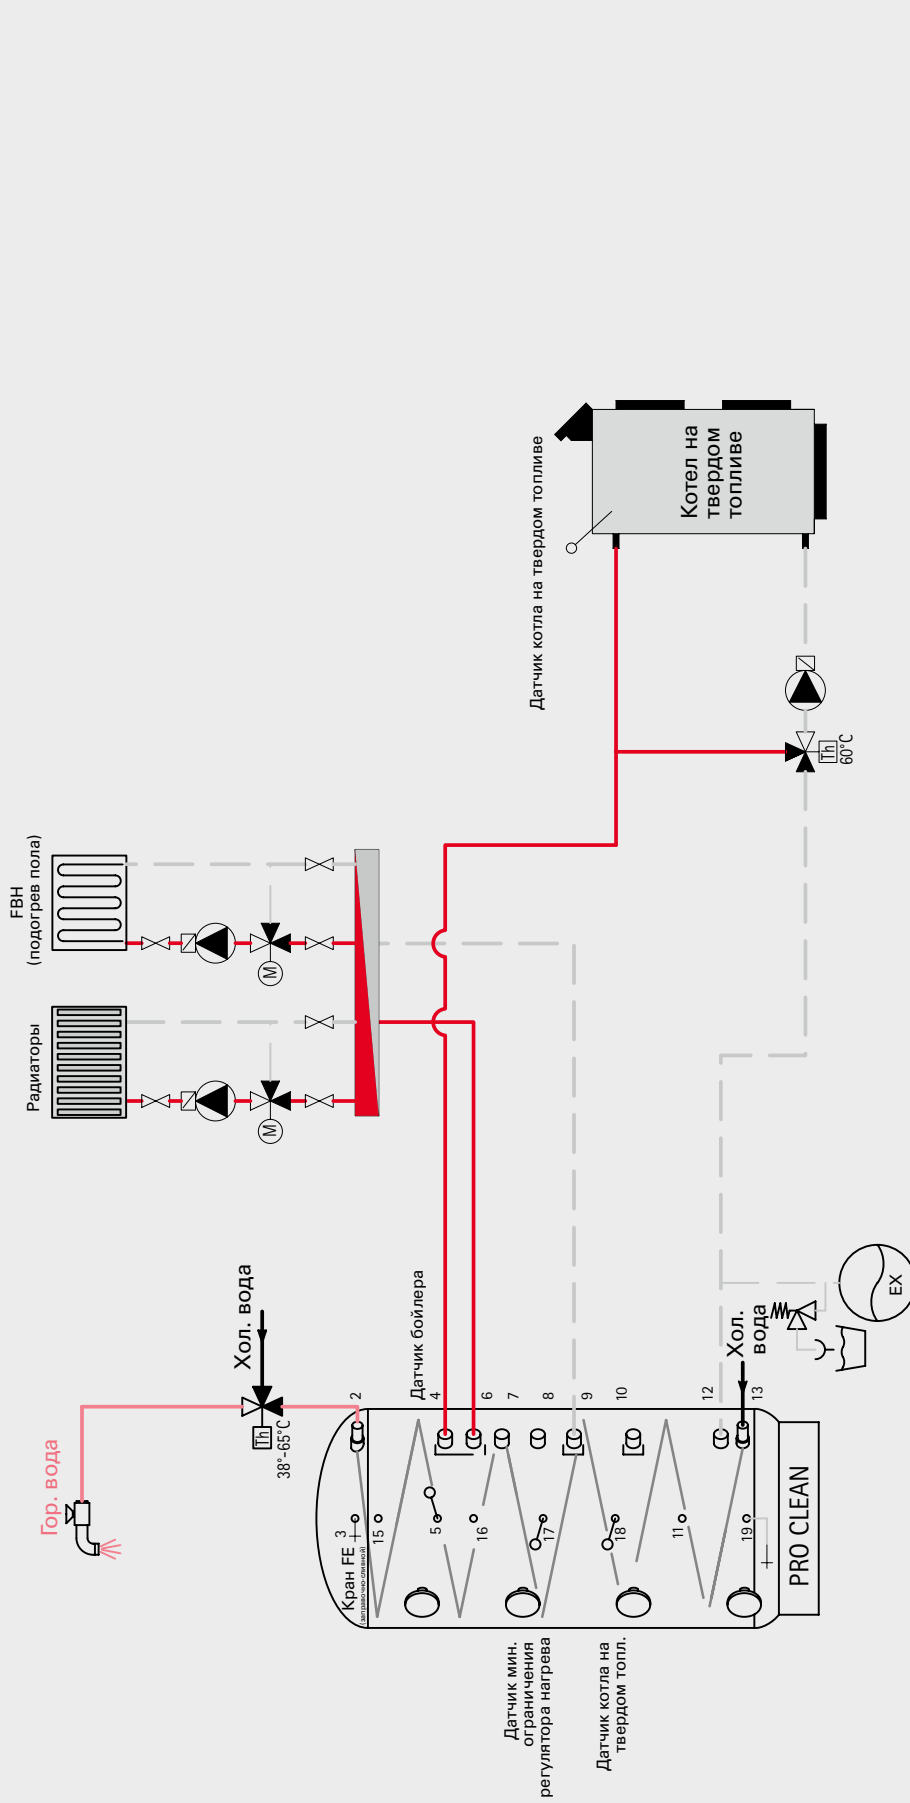 Гор. вода
Хол. вода
Th
38°–65°C
Радиаторы
FBH
(подогрев пола)
M
M
Датчик бойлера
Датчик котла на твердом топливе
Котел на
твердом
топливе
Th
60°C
EX
Хол.
вода
2
4
6
7
8
9
10
12
13
3
15
5
16
17
18
11
19
Кран FE
(заправочно-сливной)
PRO CLEAN
Датчик мин.
ограничения
регулятора нагрева
Датчик котла на
твердом топл.